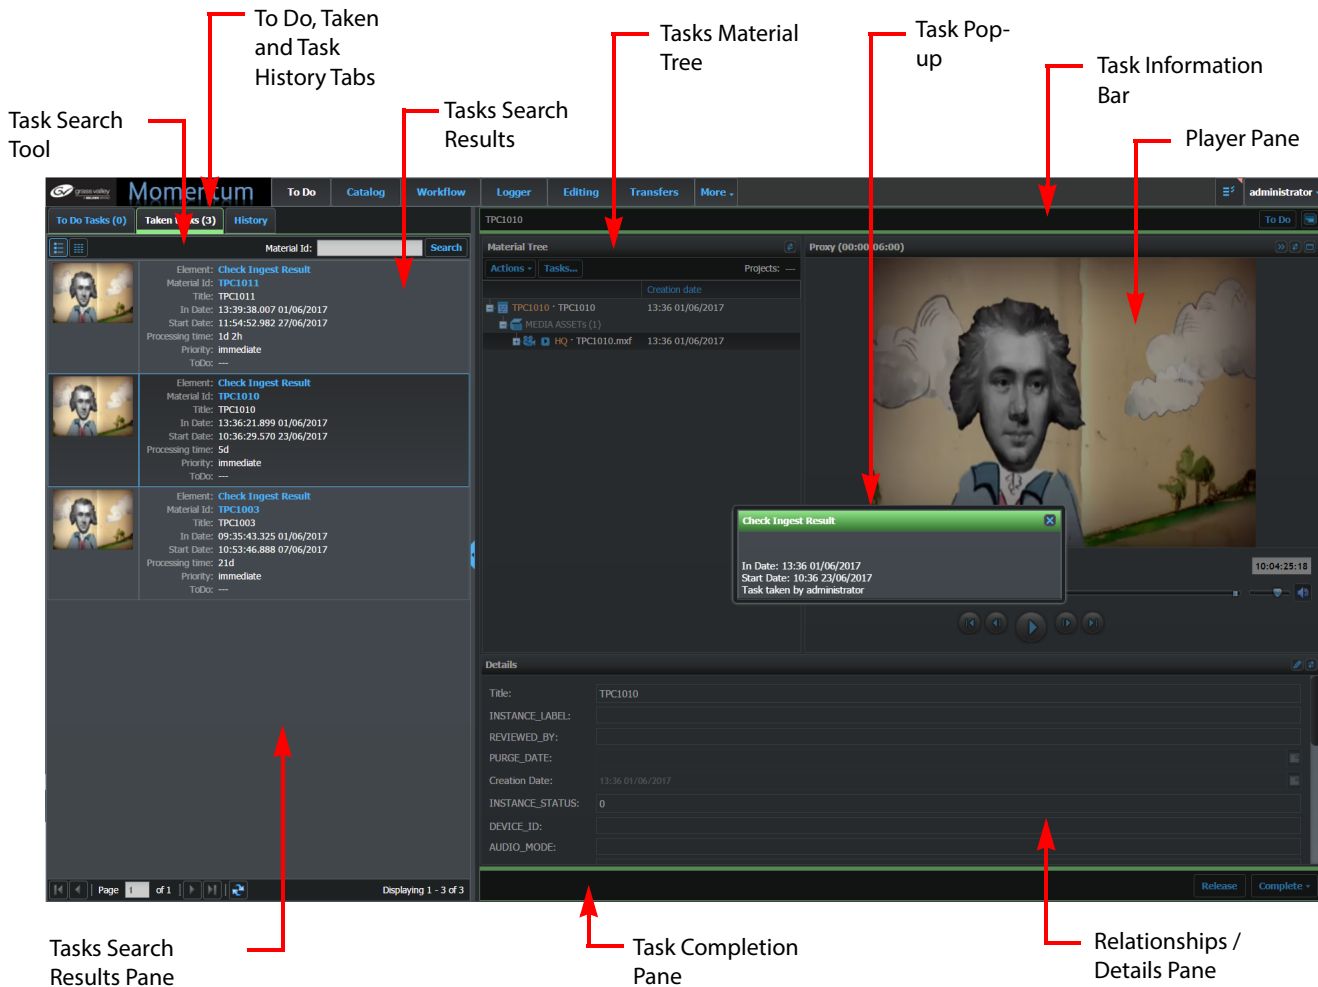 To Do, Taken
and Task
History Tabs
Tasks Material
Tree
Task Pop-
up
Task Information
Bar
Task Search
Tool
Tasks Search
Results
Player Pane
grass valley
Momentum
To Do
Catalog
Workflow
Logger
Editing
Transfers
More
administrator
To Do Tasks (0)
Taken Tasks (3)
History
TPC1010
To Do
Material Id:
Search
Material Tree
Proxy (00:00:06:00)
Actions
Tasks...
Projects: ---
Creation date
TPC1010 - TPC1010 13:36 01/06/2017
MEDIA ASSETs (1)
HQ - TPC1010.mxf 13:36 01/06/2017
Element: Check Ingest Result
Material Id: TPC1011
Title: TPC1011
In Date: 13:39:38.007 01/06/2017
Start Date: 11:54:52.982 27/06/2017
Processing time: 1d 2h
Priority: immediate
ToDo: ---
Element: Check Ingest Result
Material Id: TPC1010
Title: TPC1010
In Date: 13:36:21.899 01/06/2017
Start Date: 10:36:29.570 23/06/2017
Processing time: 5d
Priority: immediate
ToDo: ---
Element: Check Ingest Result
Material Id: TPC1003
Title: TPC1003
In Date: 09:35:43.325 01/06/2017
Start Date: 10:53:46.888 07/06/2017
Processing time: 21d
Priority: immediate
ToDo: ---
Check Ingest Result
In Date: 13:36 01/06/2017
Start Date: 10:36 23/06/2017
Task taken by administrator
10:04:25:18
Details
Title: TPC1010
INSTANCE_LABEL:
REVIEWED_BY:
PURGE_DATE:
Creation Date: 13:36 01/06/2017
INSTANCE_STATUS: 0
DEVICE_ID:
AUDIO_MODE:
Page 1 of 1
Displaying 1 - 3 of 3
Release
Complete
Tasks Search
Results Pane
Task Completion
Pane
Relationships /
Details Pane